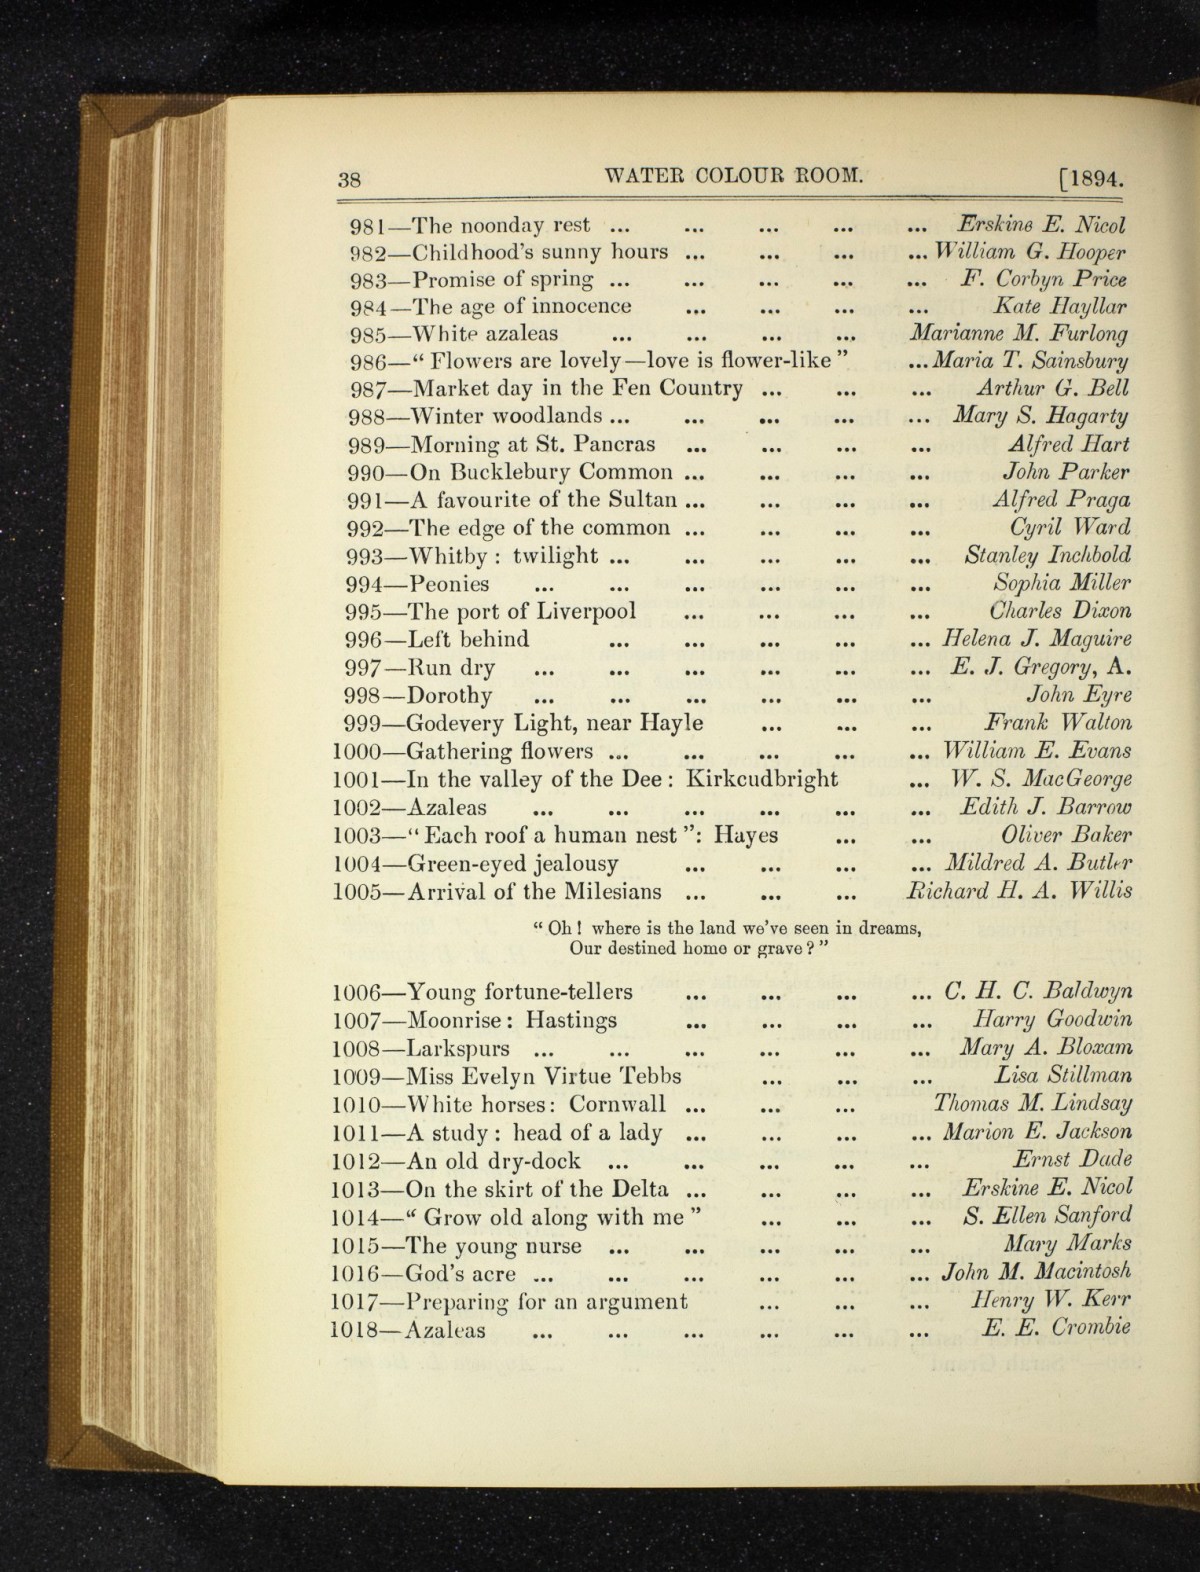 38 WATER COLOUR ROOM. [1894.
981—The noonday rest ... ... ... ... ... Erskine E. Nicol
982—Childhood's sunny hours ... ... ... ... William G. Hooper
983—Promise of spring ... ... ... ... ... F. Corbyn Price
984—The age of innocence ... ... ... ... Kate Hayllar
985—White azaleas ... ... ... ... Marianne M. Furlong
986—“ Flowers are lovely—love is flower-like ” ... Maria T. Sainsbury
987—Market day in the Fen Country ... ... ... Arthur G. Bell
988—Winter woodlands ... ... ... ... ... Mary S. Hagarty
989—Morning at St. Pancras ... ... ... ... Alfred Hart
990—On Bucklebury Common ... ... ... ... John Parker
991—A favourite of the Sultan ... ... ... ... Alfred Praga
992—The edge of the common ... ... ... ... Cyril Ward
993—Whitby : twilight ... ... ... ... ... Stanley Inchbold
994—Peonies ... ... ... ... ... ... Sophia Miller
995—The port of Liverpool ... ... ... ... Charles Dixon
996—Left behind ... ... ... ... ... Helena J. Maguire
997—Run dry ... ... ... ... ... ... E. J. Gregory, A.
998—Dorothy ... ... ... ... ... ... John Eyre
999—Godevery Light, near Hayle ... ... ... Frank Walton
1000—Gathering flowers ... ... ... ... ... William E. Evans
1001—In the valley of the Dee : Kirkcudbright ... W. S. MacGeorge
1002—Azaleas ... ... ... ... ... ... Edith J. Barrow
1003—“ Each roof a human nest ”: Hayes ... ... Oliver Baker
1004—Green-eyed jealousy ... ... ... ... Mildred A. Butler
1005—Arrival of the Milesians ... ... ... Richard H. A. Willis
“ Oh ! where is the land we've seen in dreams,
Our destined home or grave ? ”
1006—Young fortune-tellers ... ... ... ... C. H. C. Baldwyn
1007—Moonrise : Hastings ... ... ... ... Harry Goodwin
1008—Larkspurs ... ... ... ... ... ... Mary A. Bloxam
1009—Miss Evelyn Virtue Tebbs ... ... ... Lisa Stillman
1010—White horses : Cornwall ... ... ... Thomas M. Lindsay
1011—A study : head of a lady ... ... ... ... Marion E. Jackson
1012—An old dry-dock ... ... ... ... ... Ernst Dade
1013—On the skirt of the Delta ... ... ... ... Erskine E. Nicol
1014—“ Grow old along with me ” ... ... ... S. Ellen Sanford
1015—The young nurse ... ... ... ... ... Mary Marks
1016—God's acre ... ... ... ... ... ... John M. Macintosh
1017—Preparing for an argument ... ... ... Henry W. Kerr
1018—Azaleas ... ... ... ... ... ... E. E. Crombie